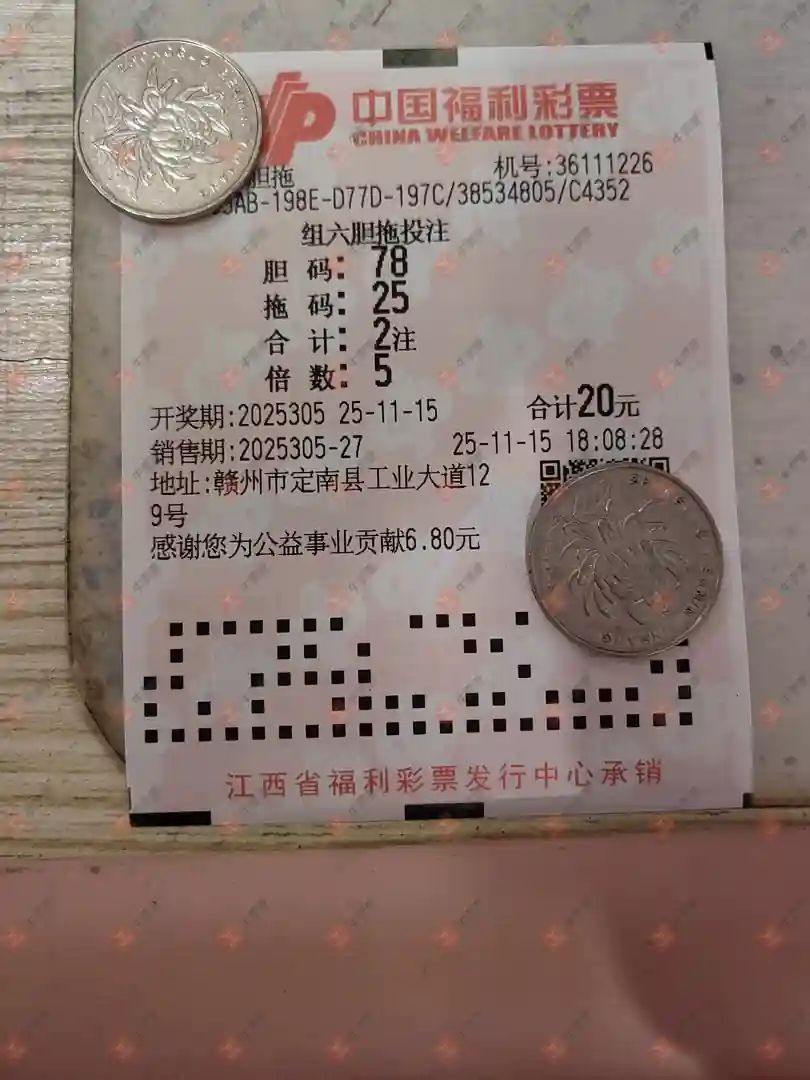 中国福利彩票
CHINA WELFARE LOTTERY
胆拖
机号:36111226
AB-198E-D77D-197C/38534805/C4352
组六胆拖投注
胆 码: 78
拖 码: 25
合 计: 2注
倍 数: 5
开奖期:2025305 25-11-15 合计20元
销售期:2025305-27 25-11-15 18:08:28
地址:赣州市定南县工业大道12
9号
感谢您为公益事业贡献6.80元
江西省福利彩票发行中心承销